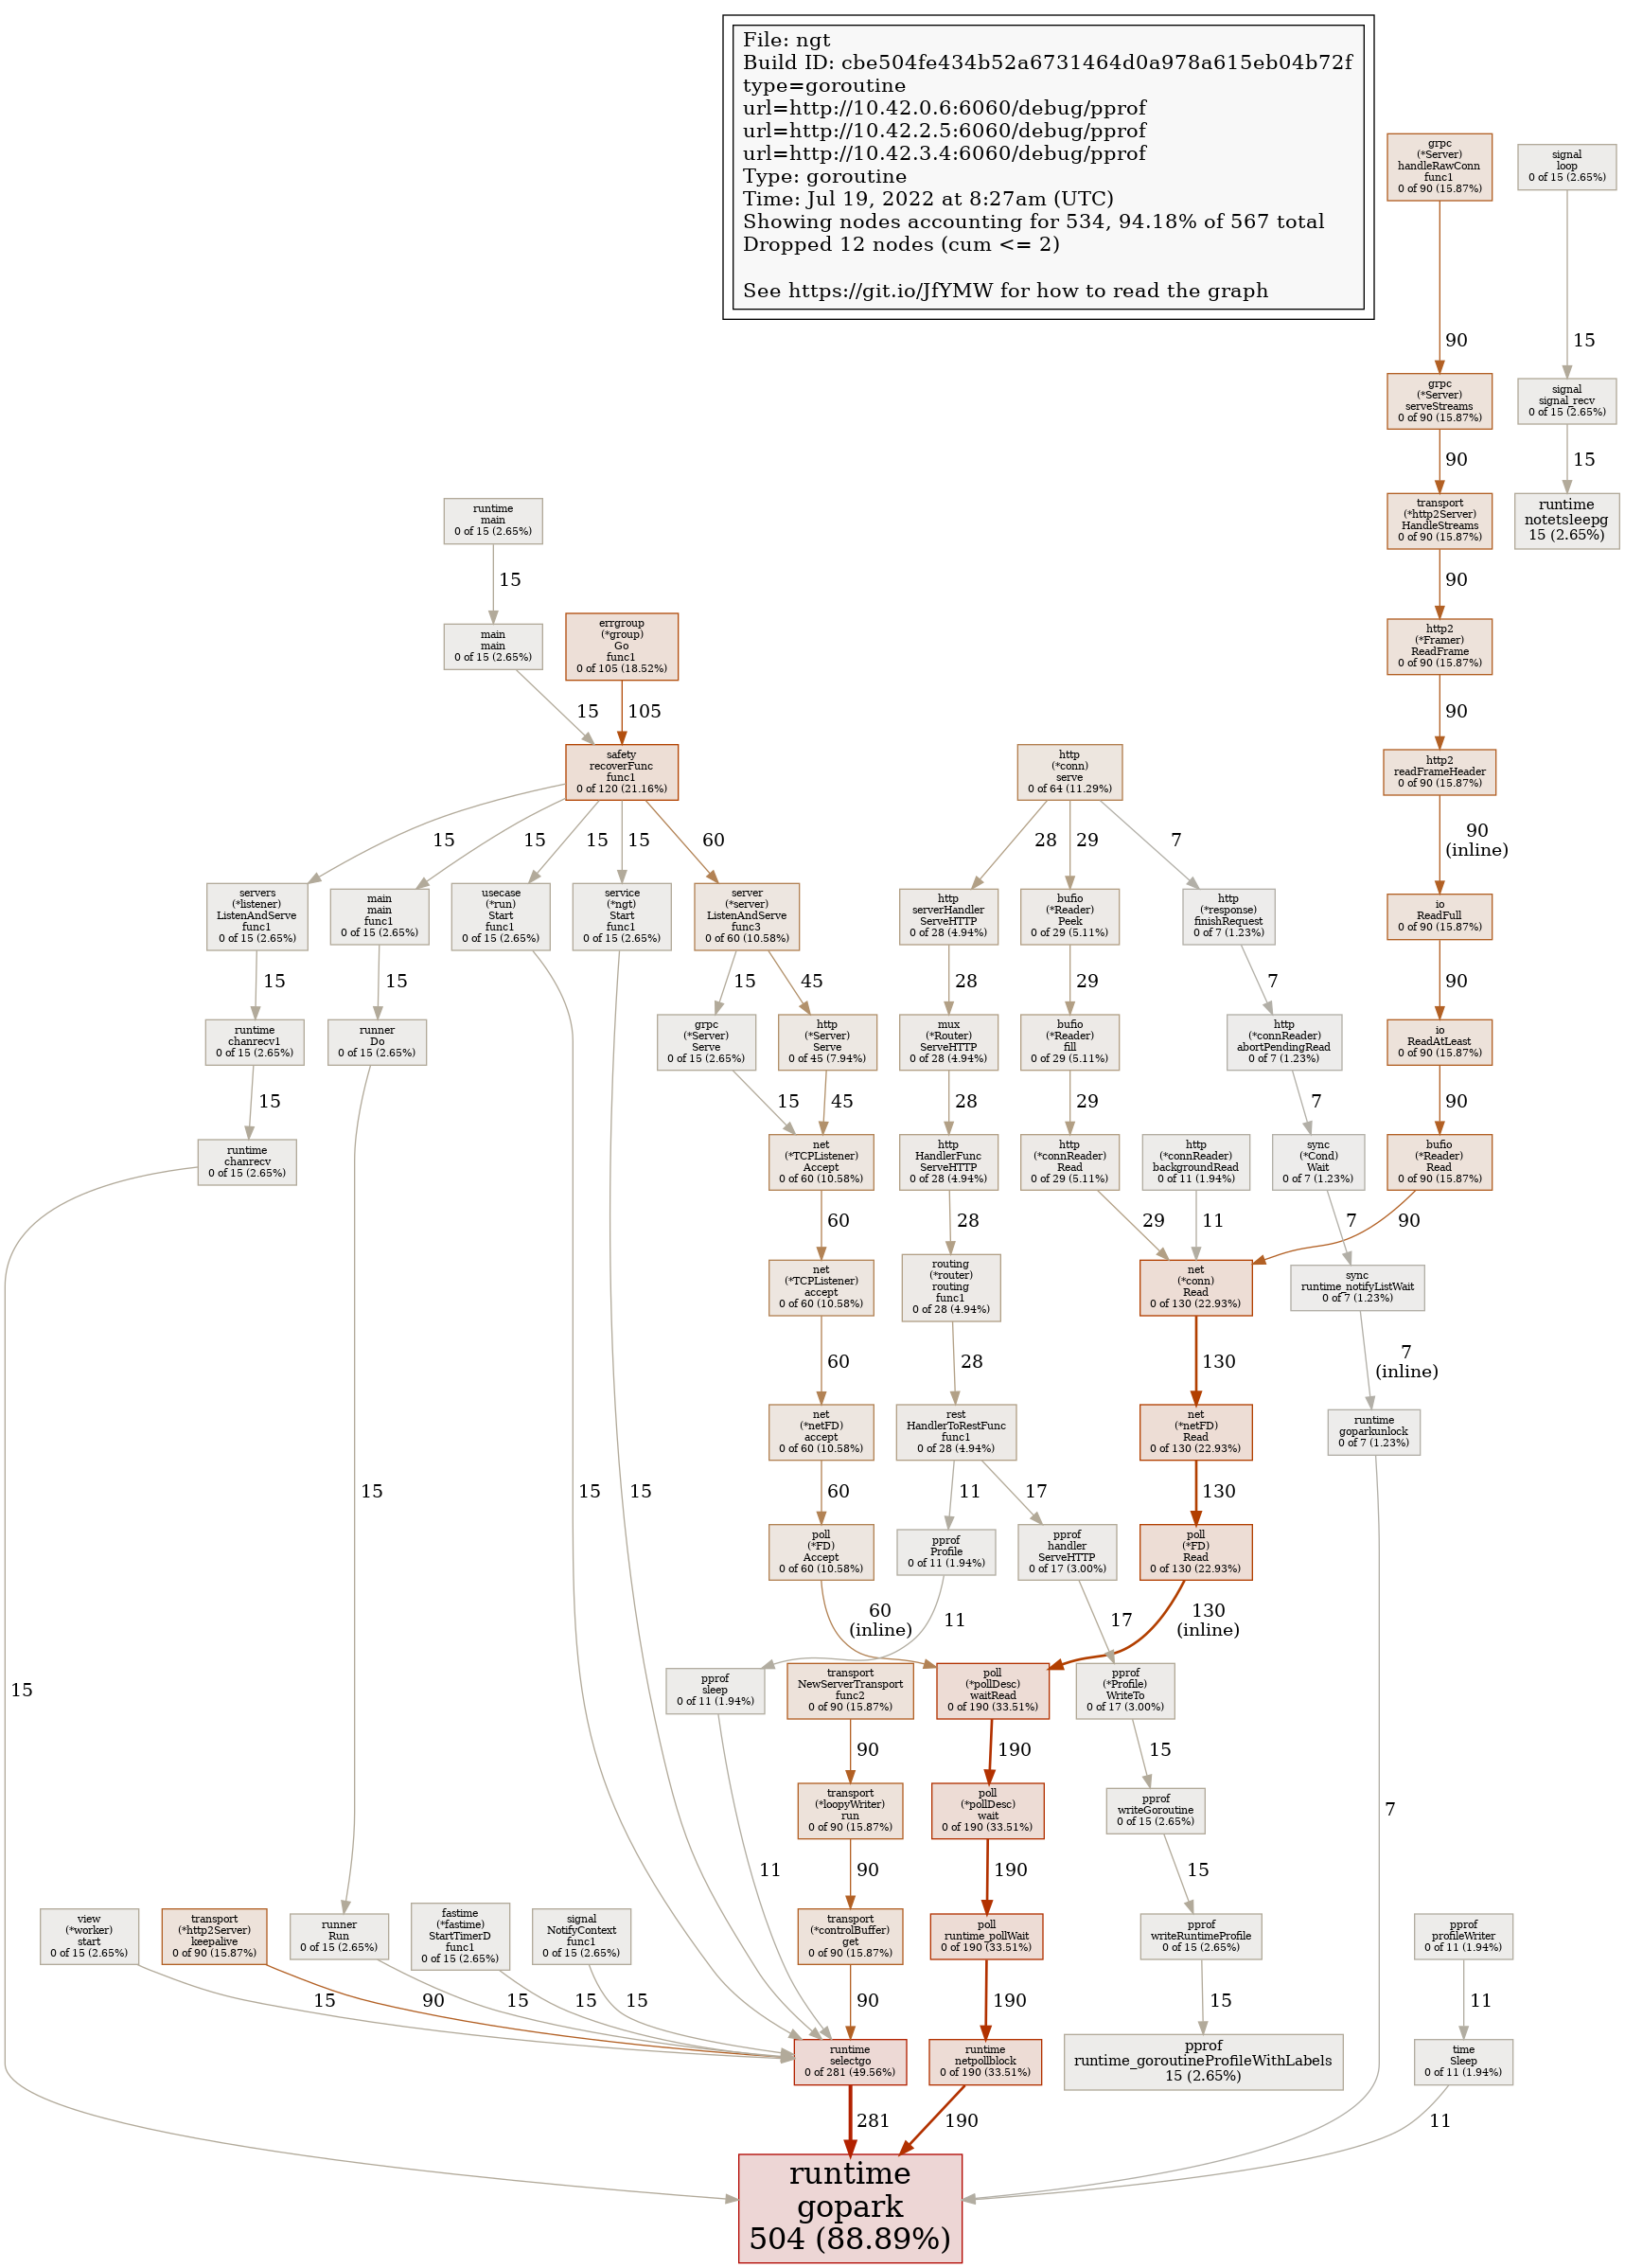 File: ngt
Build ID: cbe504fe434b52a6731464d0a978a615eb04b72f
type=goroutine
url=http://10.42.0.6:6060/debug/pprof
url=http://10.42.2.5:6060/debug/pprof
url=http://10.42.3.4:6060/debug/pprof
Type: goroutine
Time: Jul 19, 2022 at 8:27am (UTC)
Showing nodes accounting for 534, 94.18% of 567 total
Dropped 12 nodes (cum <= 2)
See https://git.io/JfYMW for how to read the graph
grpc
(*Server)
handleRawConn
func1
0 of 90 (15.87%)
signal
loop
0 of 15 (2.65%)
90
15
grpc
(*Server)
serveStreams
0 of 90 (15.87%)
signal
signal_recv
0 of 15 (2.65%)
90
15
transport
(*http2Server)
HandleStreams
0 of 90 (15.87%)
runtime
notetsleepg
15 (2.65%)
runtime
main
0 of 15 (2.65%)
15
90
main
main
0 of 15 (2.65%)
errgroup
(*group)
Go
func1
0 of 105 (18.52%)
http2
(*Framer)
ReadFrame
0 of 90 (15.87%)
15
105
90
safety
recoverFunc
func1
0 of 120 (21.16%)
http
(*conn)
serve
0 of 64 (11.29%)
http2
readFrameHeader
0 of 90 (15.87%)
15
15
15
15
60
28
29
7
90
(inline)
servers
(*listener)
ListenAndServe
func1
0 of 15 (2.65%)
main
main
func1
0 of 15 (2.65%)
usecase
(*run)
Start
func1
0 of 15 (2.65%)
service
(*ngt)
Start
func1
0 of 15 (2.65%)
server
(*server)
ListenAndServe
func3
0 of 60 (10.58%)
http
serverHandler
ServeHTTP
0 of 28 (4.94%)
bufio
(*Reader)
Peek
0 of 29 (5.11%)
http
(*response)
finishRequest
0 of 7 (1.23%)
io
ReadFull
0 of 90 (15.87%)
15
15
15
45
28
29
7
90
runtime
chanrecv1
0 of 15 (2.65%)
runner
Do
0 of 15 (2.65%)
grpc
(*Server)
Serve
0 of 15 (2.65%)
http
(*Server)
Serve
0 of 45 (7.94%)
mux
(*Router)
ServeHTTP
0 of 28 (4.94%)
bufio
(*Reader)
fill
0 of 29 (5.11%)
http
(*connReader)
abortPendingRead
0 of 7 (1.23%)
io
ReadAtLeast
0 of 90 (15.87%)
15
15
45
28
29
7
90
runtime
chanrecv
0 of 15 (2.65%)
net
(*TCPListener)
Accept
0 of 60 (10.58%)
http
HandlerFunc
ServeHTTP
0 of 28 (4.94%)
http
(*connReader)
Read
0 of 29 (5.11%)
http
(*connReader)
backgroundRead
0 of 11 (1.94%)
sync
(*Cond)
Wait
0 of 7 (1.23%)
bufio
(*Reader)
Read
0 of 90 (15.87%)
60
28
29
11
7
90
net
(*TCPListener)
accept
0 of 60 (10.58%)
routing
(*router)
routing
func1
0 of 28 (4.94%)
net
(*conn)
Read
0 of 130 (22.93%)
sync
runtime_notifyListWait
0 of 7 (1.23%)
60
28
130
7
(inline)
net
(*netFD)
accept
0 of 60 (10.58%)
rest
HandlerToRestFunc
func1
0 of 28 (4.94%)
net
(*netFD)
Read
0 of 130 (22.93%)
runtime
goparkunlock
0 of 7 (1.23%)
15
15
15
60
11
17
130
poll
(*FD)
Accept
0 of 60 (10.58%)
pprof
Profile
0 of 11 (1.94%)
pprof
handler
ServeHTTP
0 of 17 (3.00%)
poll
(*FD)
Read
0 of 130 (22.93%)
60
(inline)
11
17
130
(inline)
15
pprof
sleep
0 of 11 (1.94%)
transport
NewServerTransport
func2
0 of 90 (15.87%)
poll
(*pollDesc)
waitRead
0 of 190 (33.51%)
pprof
(*Profile)
WriteTo
0 of 17 (3.00%)
90
190
15
transport
(*loopyWriter)
run
0 of 90 (15.87%)
poll
(*pollDesc)
wait
0 of 190 (33.51%)
pprof
writeGoroutine
0 of 15 (2.65%)
7
11
90
190
15
view
(*worker)
start
0 of 15 (2.65%)
transport
(*http2Server)
keepalive
0 of 90 (15.87%)
runner
Run
0 of 15 (2.65%)
fastime
(*fastime)
StartTimerD
func1
0 of 15 (2.65%)
signal
NotifyContext
func1
0 of 15 (2.65%)
transport
(*controlBuffer)
get
0 of 90 (15.87%)
poll
runtime_pollWait
0 of 190 (33.51%)
pprof
writeRuntimeProfile
0 of 15 (2.65%)
pprof
profileWriter
0 of 11 (1.94%)
15
90
15
15
15
90
190
15
11
runtime
selectgo
0 of 281 (49.56%)
runtime
netpollblock
0 of 190 (33.51%)
pprof
runtime_goroutineProfileWithLabels
15 (2.65%)
time
Sleep
0 of 11 (1.94%)
281
190
11
runtime
gopark
504 (88.89%)